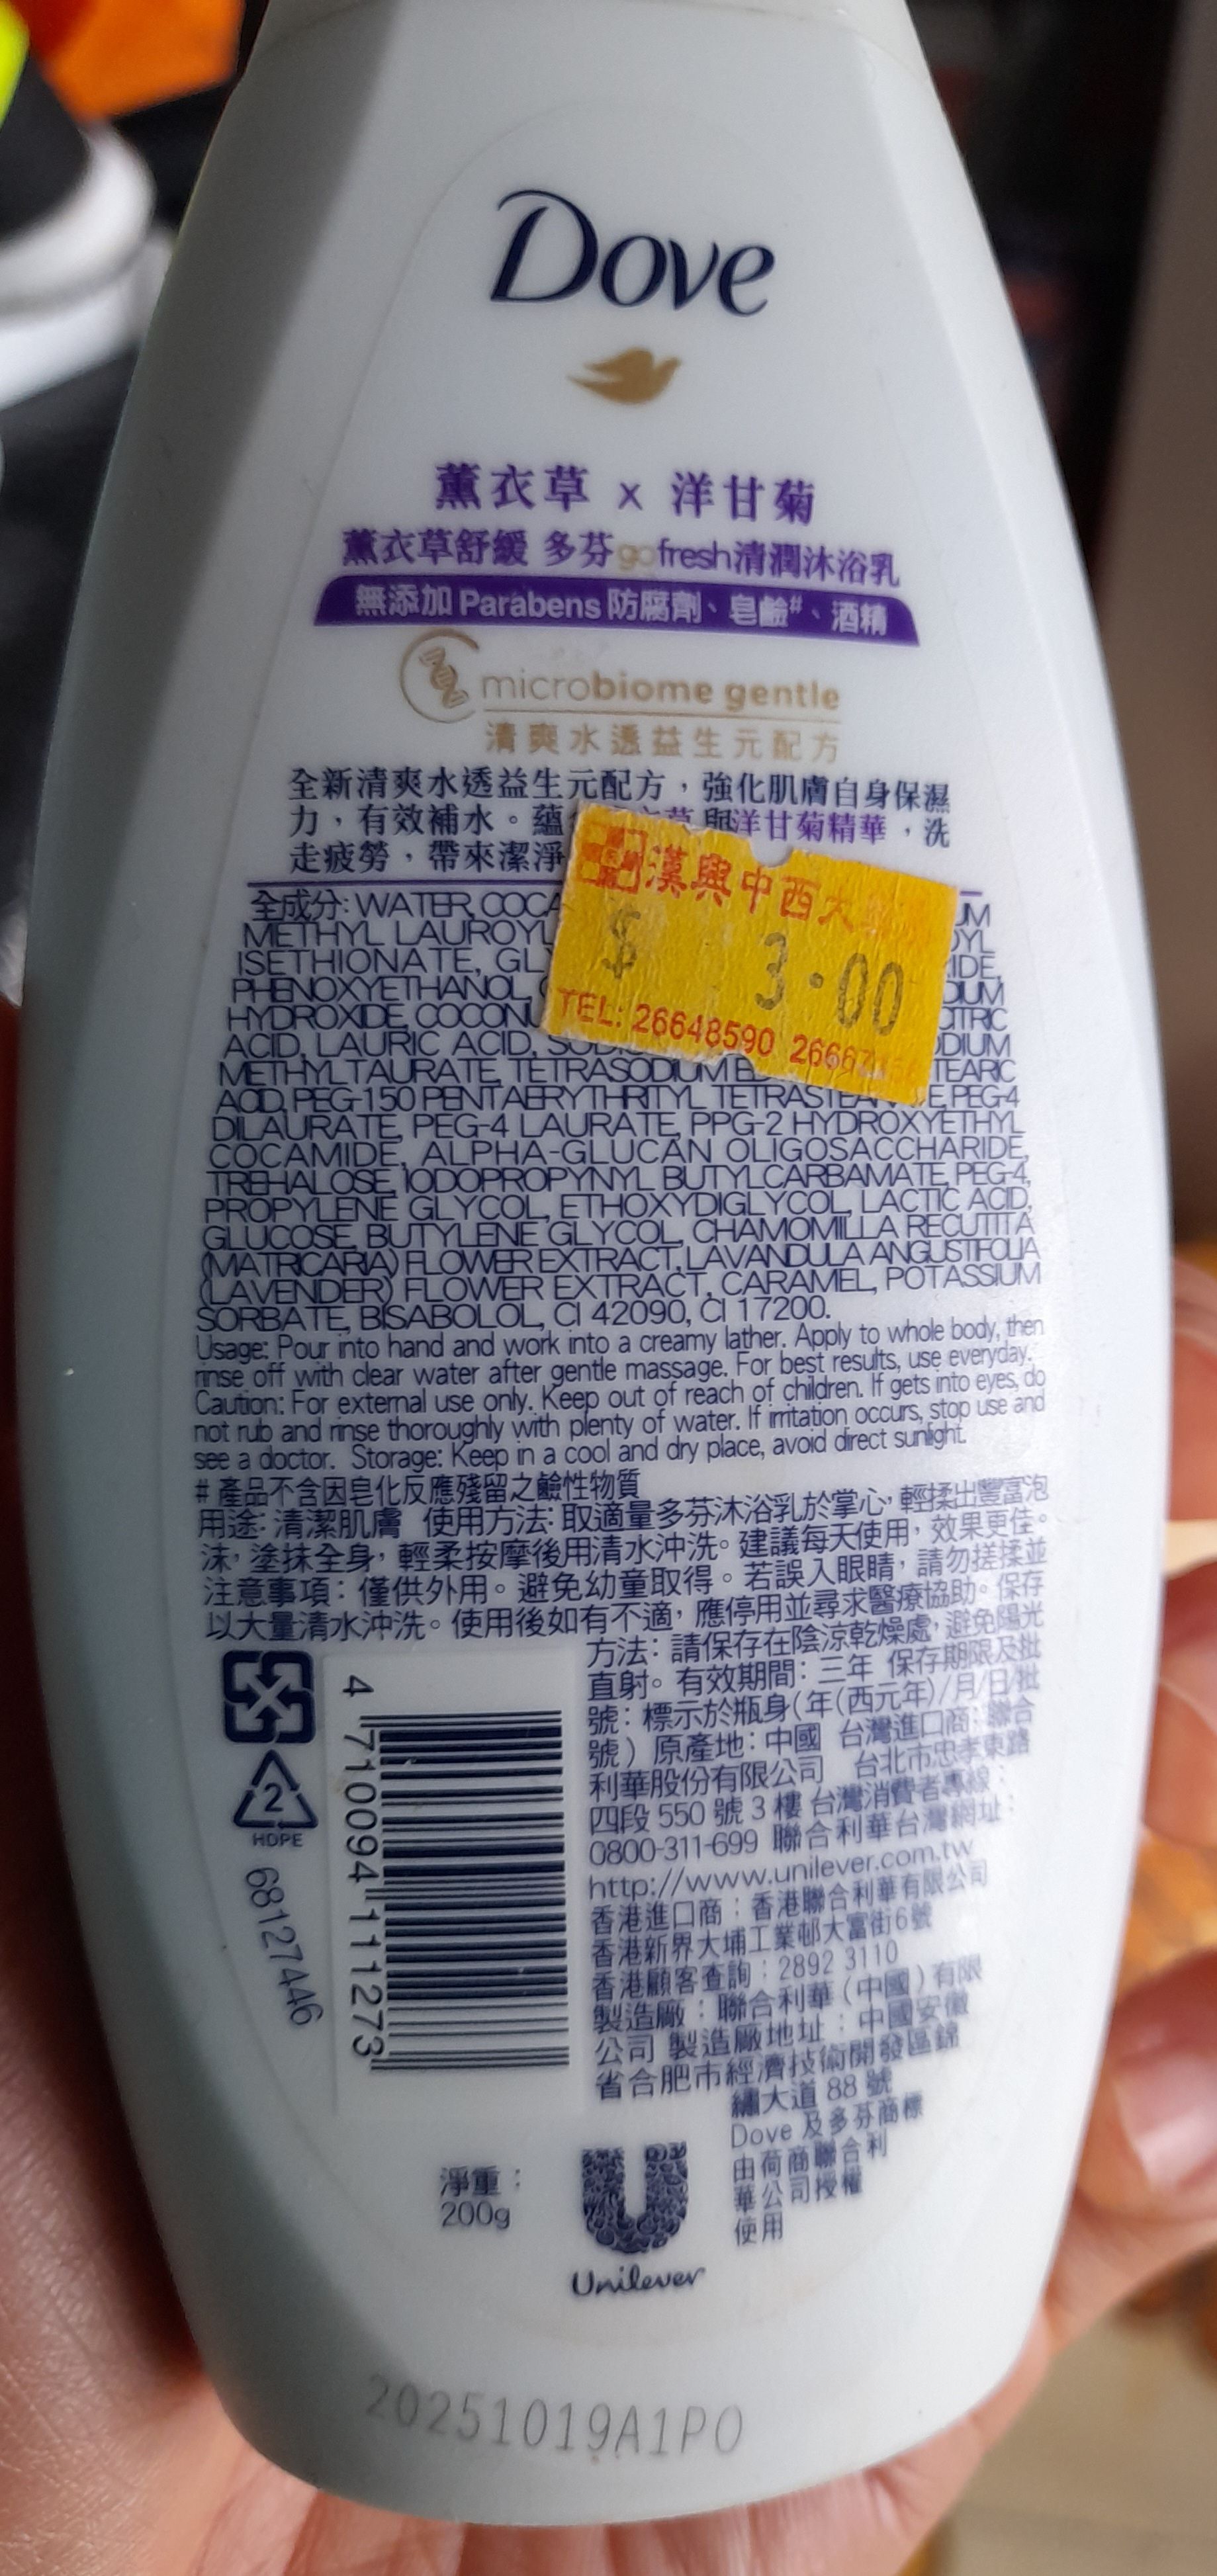 Dove
薰衣草 x 洋甘菊
薰衣草舒緩 多芬go fresh清潤沐浴乳
無添加 Parabens 防腐劑、皂鹼#、酒精
microbiome gentle
清爽水透益生元配方
全新清爽水透益生元配方，強化肌膚自身保濕
力，有效補水。蘊 與洋甘菊精華，洗
走疲勞，帶來潔淨
漢興中西大
$ 3.00
TEL: 26648590
全成分: WATER, COCA
METHYL LAUROYL
ISETHIONATE, GLY
PHENOXYETHANOL,
HYDROXIDE, COCONU CITRIC
ACID, LAURIC ACID, SODIUM
METHYL TAURATE, TETRASODIUM STEARIC
ACID, PEG-150 PENTAERYTHRITYL TETRASTEARATE, PEG-4
DILAURATE, PEG-4 LAURATE, PPG-2 HYDROXYETHYL
COCAMIDE, ALPHA-GLUCAN OLIGOSACCHARIDE,
TREHALOSE, IODOPROPYNYL BUTYLCARBAMATE, PEG-4,
PROPYLENE GLYCOL, ETHOXYDIGLYCOL, LACTIC ACID,
GLUCOSE, BUTYLENE GLYCOL, CHAMOMILLA RECUTITA
(MATRICARIA) FLOWER EXTRACT, LAVANDULA ANGUSTIFOLIA
(LAVENDER) FLOWER EXTRACT, CARAMEL, POTASSIUM
SORBATE, BISABOLOL, CI 42090, CI 17200.
Usage: Pour into hand and work into a creamy lather. Apply to whole body, then
rinse off with clear water after gentle massage. For best results, use everyday.
Caution: For external use only. Keep out of reach of children. If gets into eyes, do
not rub and rinse thoroughly with plenty of water. If irritation occurs, stop use and
see a doctor. Storage: Keep in a cool and dry place, avoid direct sunlight.
# 產品不含因皂化反應殘留之鹼性物質
用途: 清潔肌膚 使用方法: 取適量多芬沐浴乳於掌心, 輕揉出豐富泡
沫, 塗抹全身, 輕柔按摩後用清水沖洗。建議每天使用, 效果更佳。
注意事項: 僅供外用。避免幼童取得。若誤入眼睛, 請勿搓揉並
以大量清水沖洗。使用後如有不適, 應停用並尋求醫療協助。保存
方法: 請保存在陰涼乾燥處, 避免陽光
直射。有效期間: 三年 保存期限及批
號: 標示於瓶身(年(西元年)/月/日/批
號) 原產地: 中國 台灣進口商: 聯合
利華股份有限公司 台北市忠孝東路
四段 550 號 3 樓 台灣消費者專線:
0800-311-699 聯合利華台灣網址:
http://www.unilever.com.tw
香港進口商：香港聯合利華有限公司
香港新界大埔工業邨大富街6號
香港顧客查詢：2892 3110
製造廠：聯合利華（中國）有限
公司 製造廠地址：中國安徽
省合肥市經濟技術開發區錦
繡大道 88 號
Dove 及多芬商標
由荷商聯合利
華公司授權
使用
2
HDPE
68127446
4 710094 111273
淨重：
200g
U
Unilever
20251019A1PO